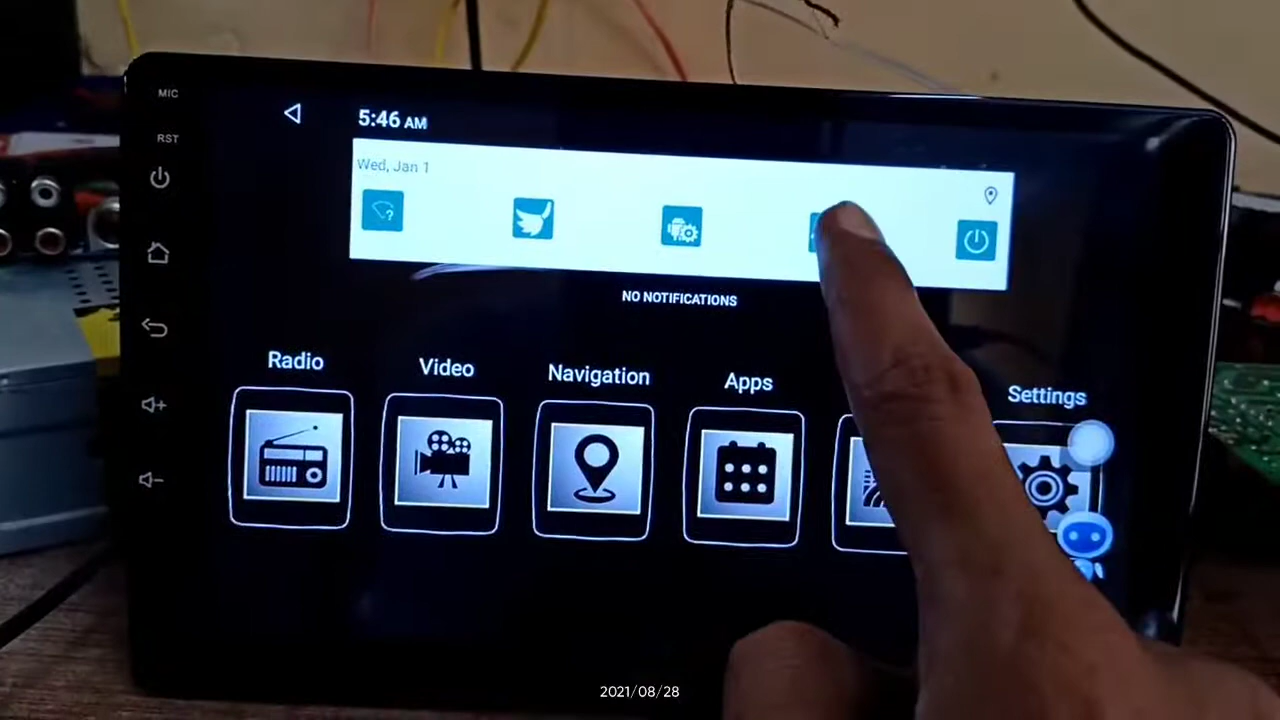 MIC
RST
5:46 AM
Wed, Jan 1
?
NO NOTIFICATIONS
Radio
Video
Navigation
Apps
Settings
2021/08/28